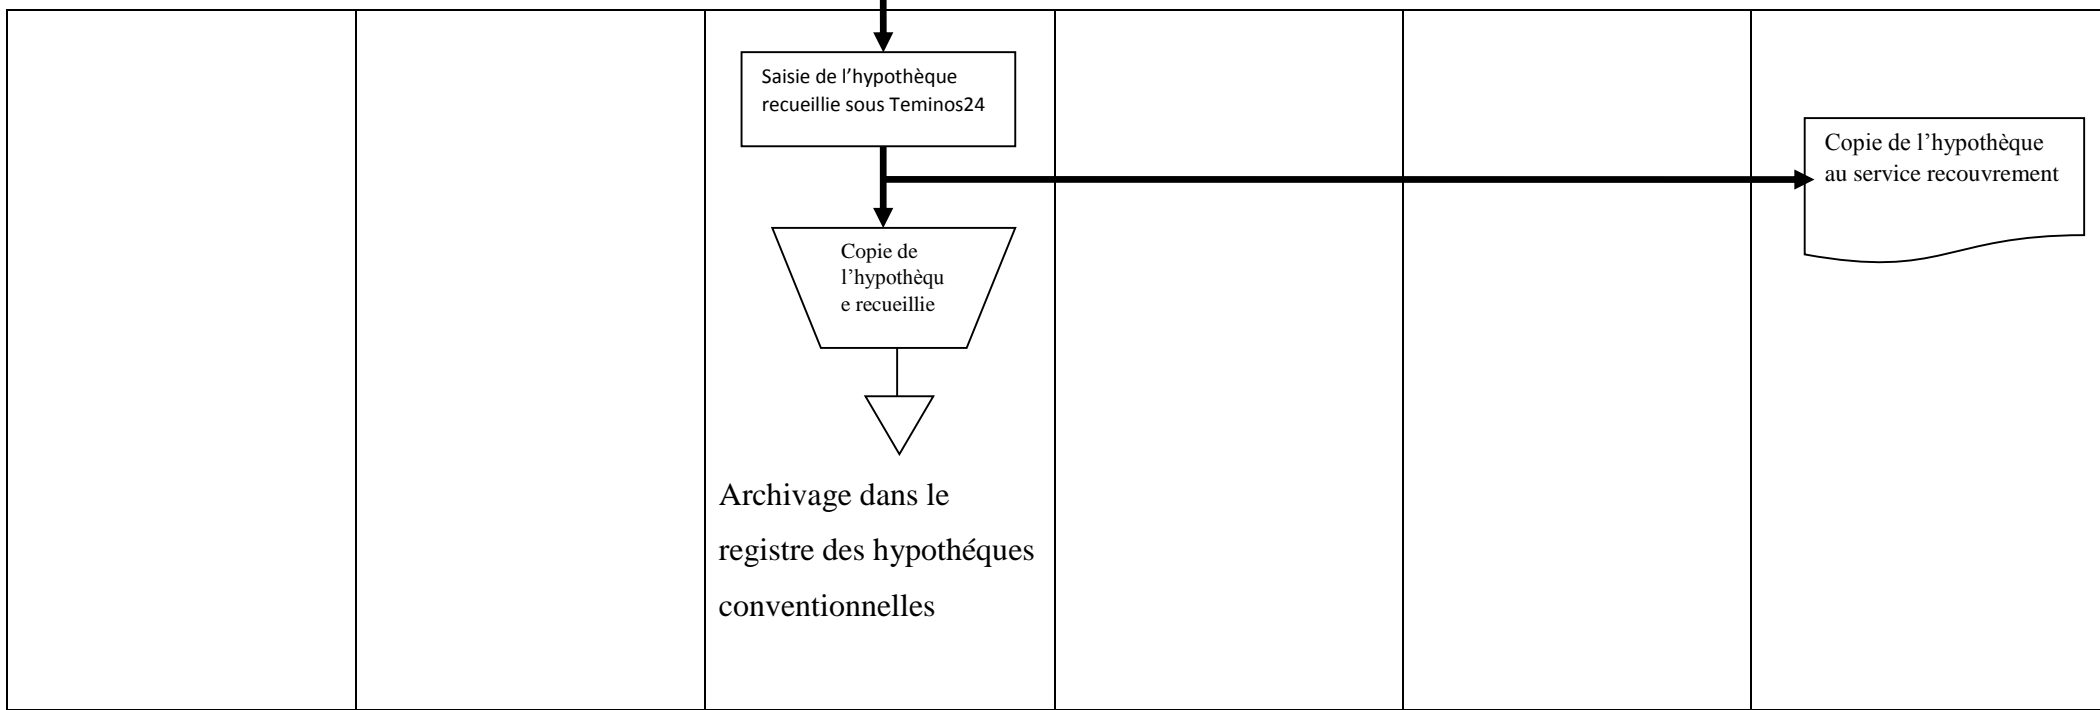 Saisie de l’hypothèque
recueillie sous Teminos24
Copie de l’hypothèque
au service recouvrement
Copie de
l’hypothèqu
e recueillie
Archivage dans le
registre des hypothéques
conventionnelles